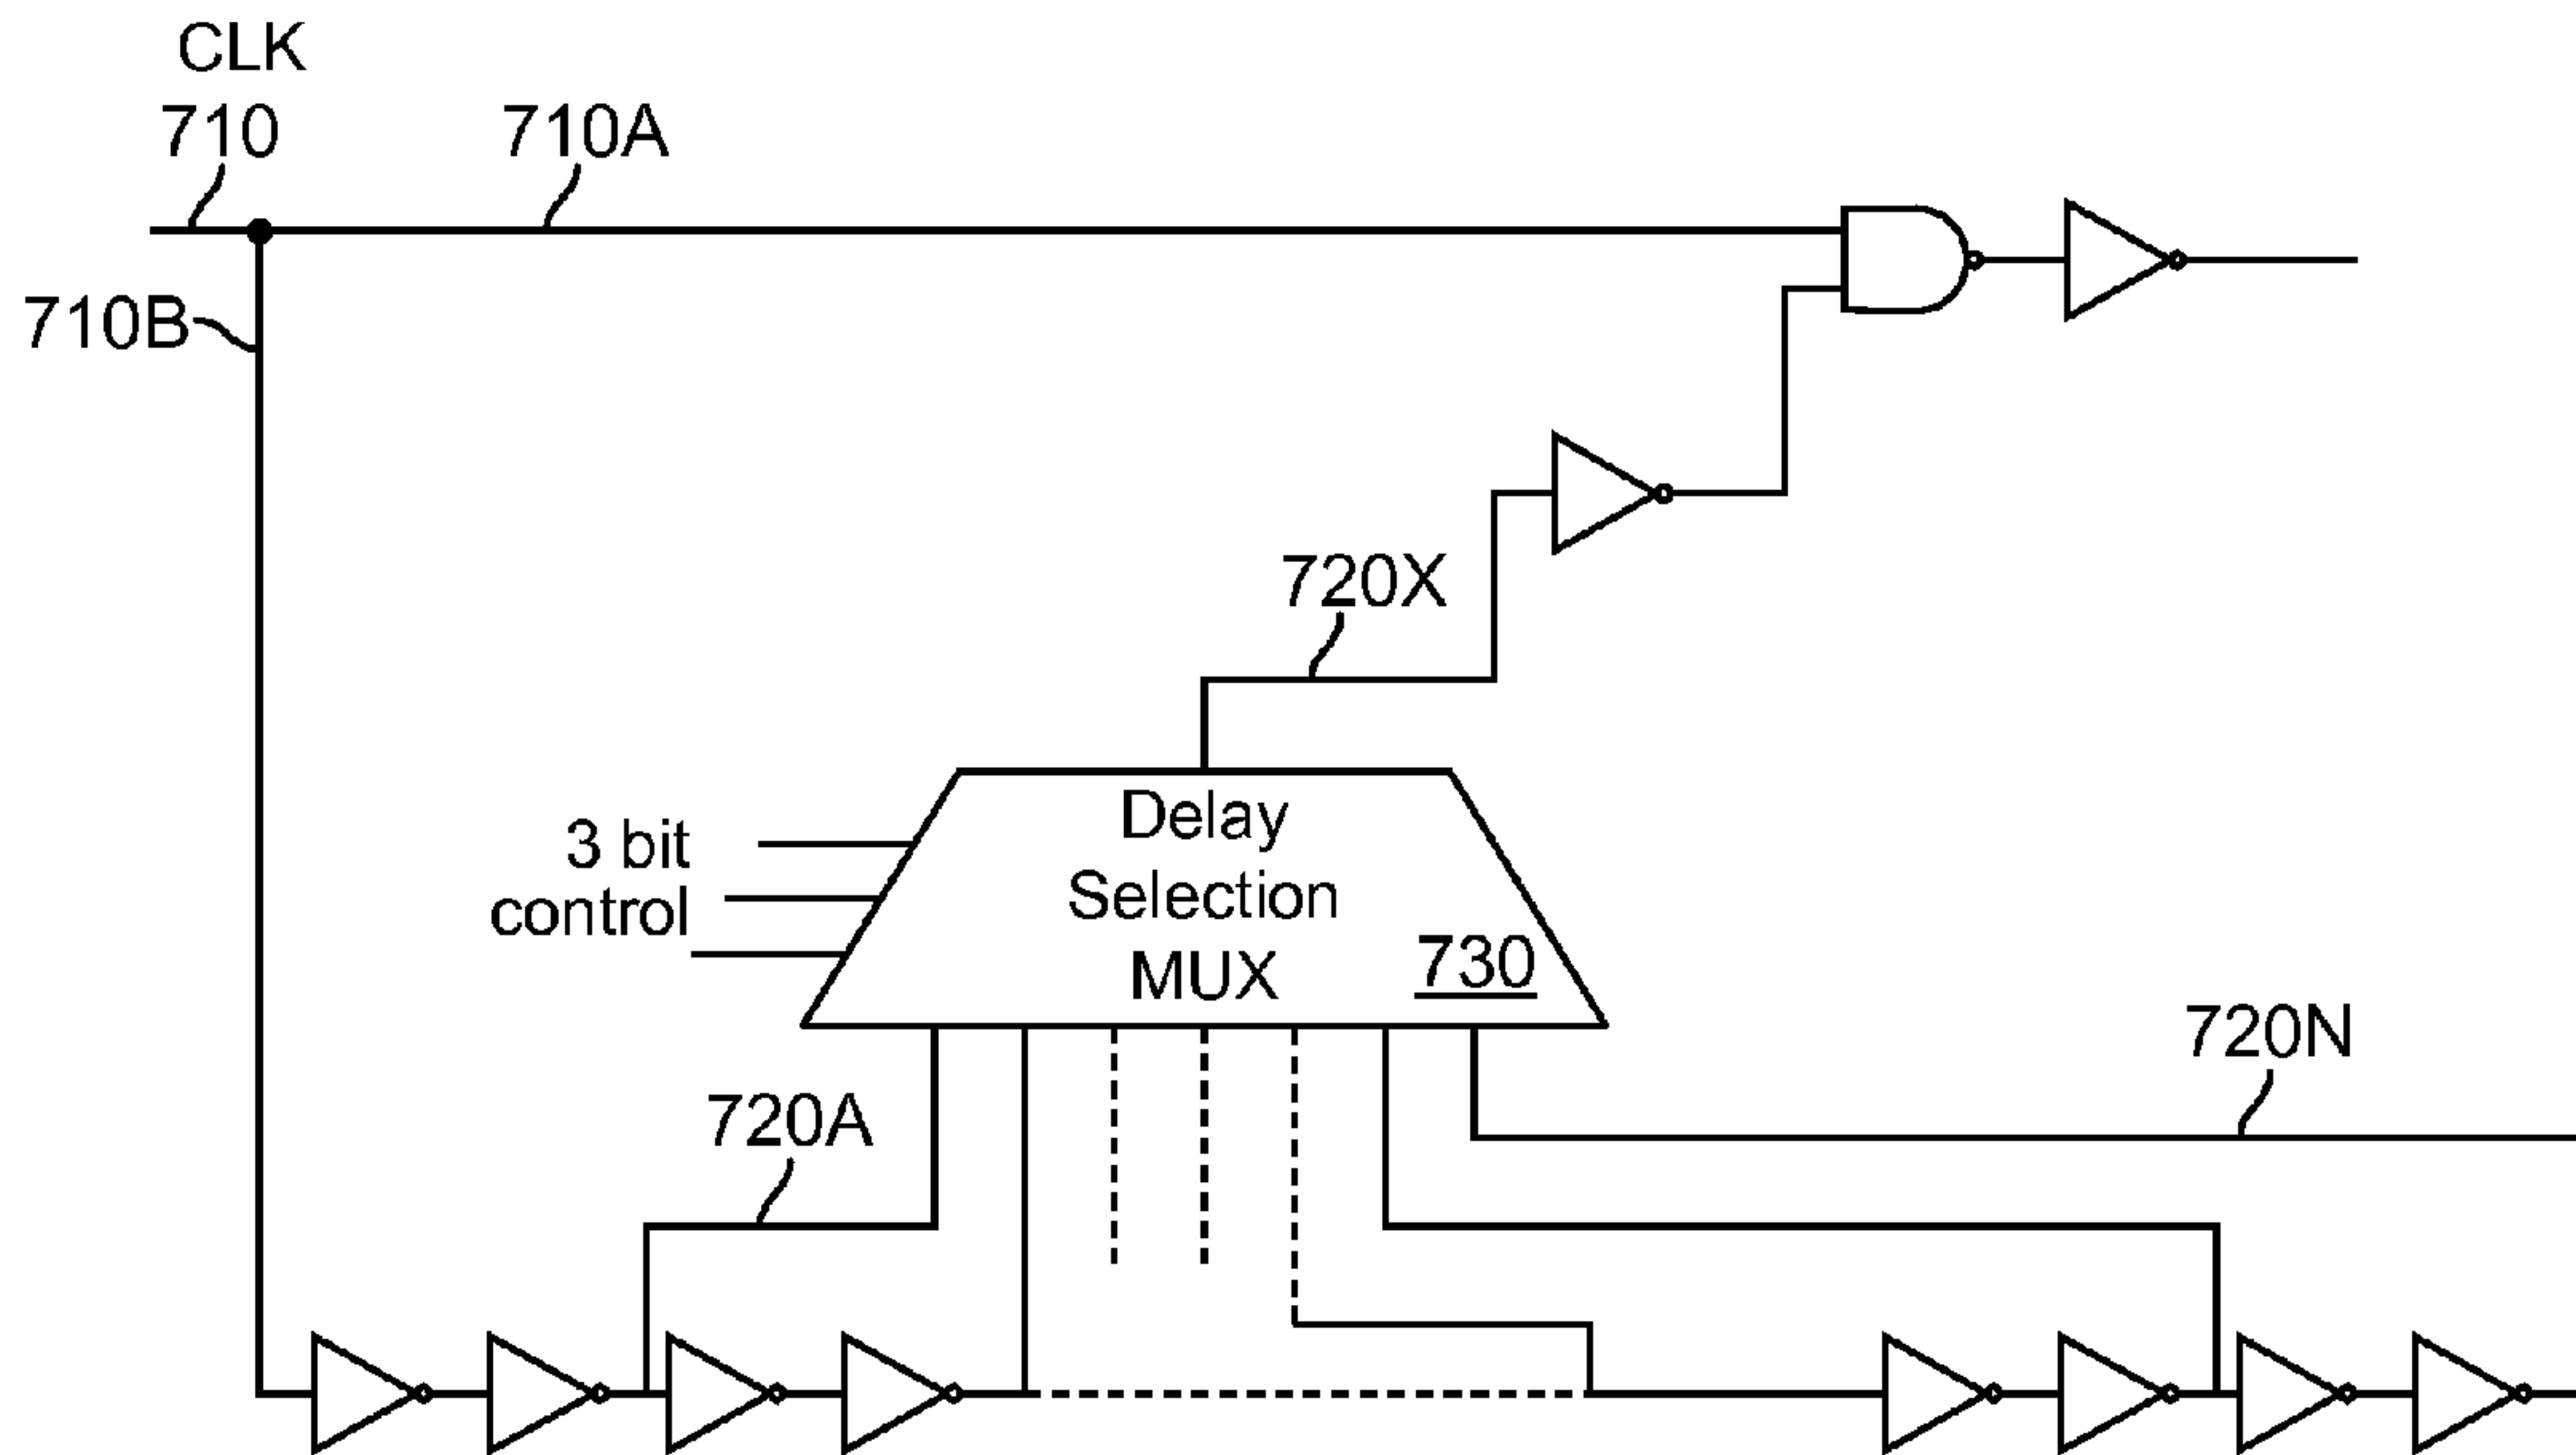 CLK
710
710A
710B
720X
3 bit
control
Delay
Selection
MUX
730
720N
720A